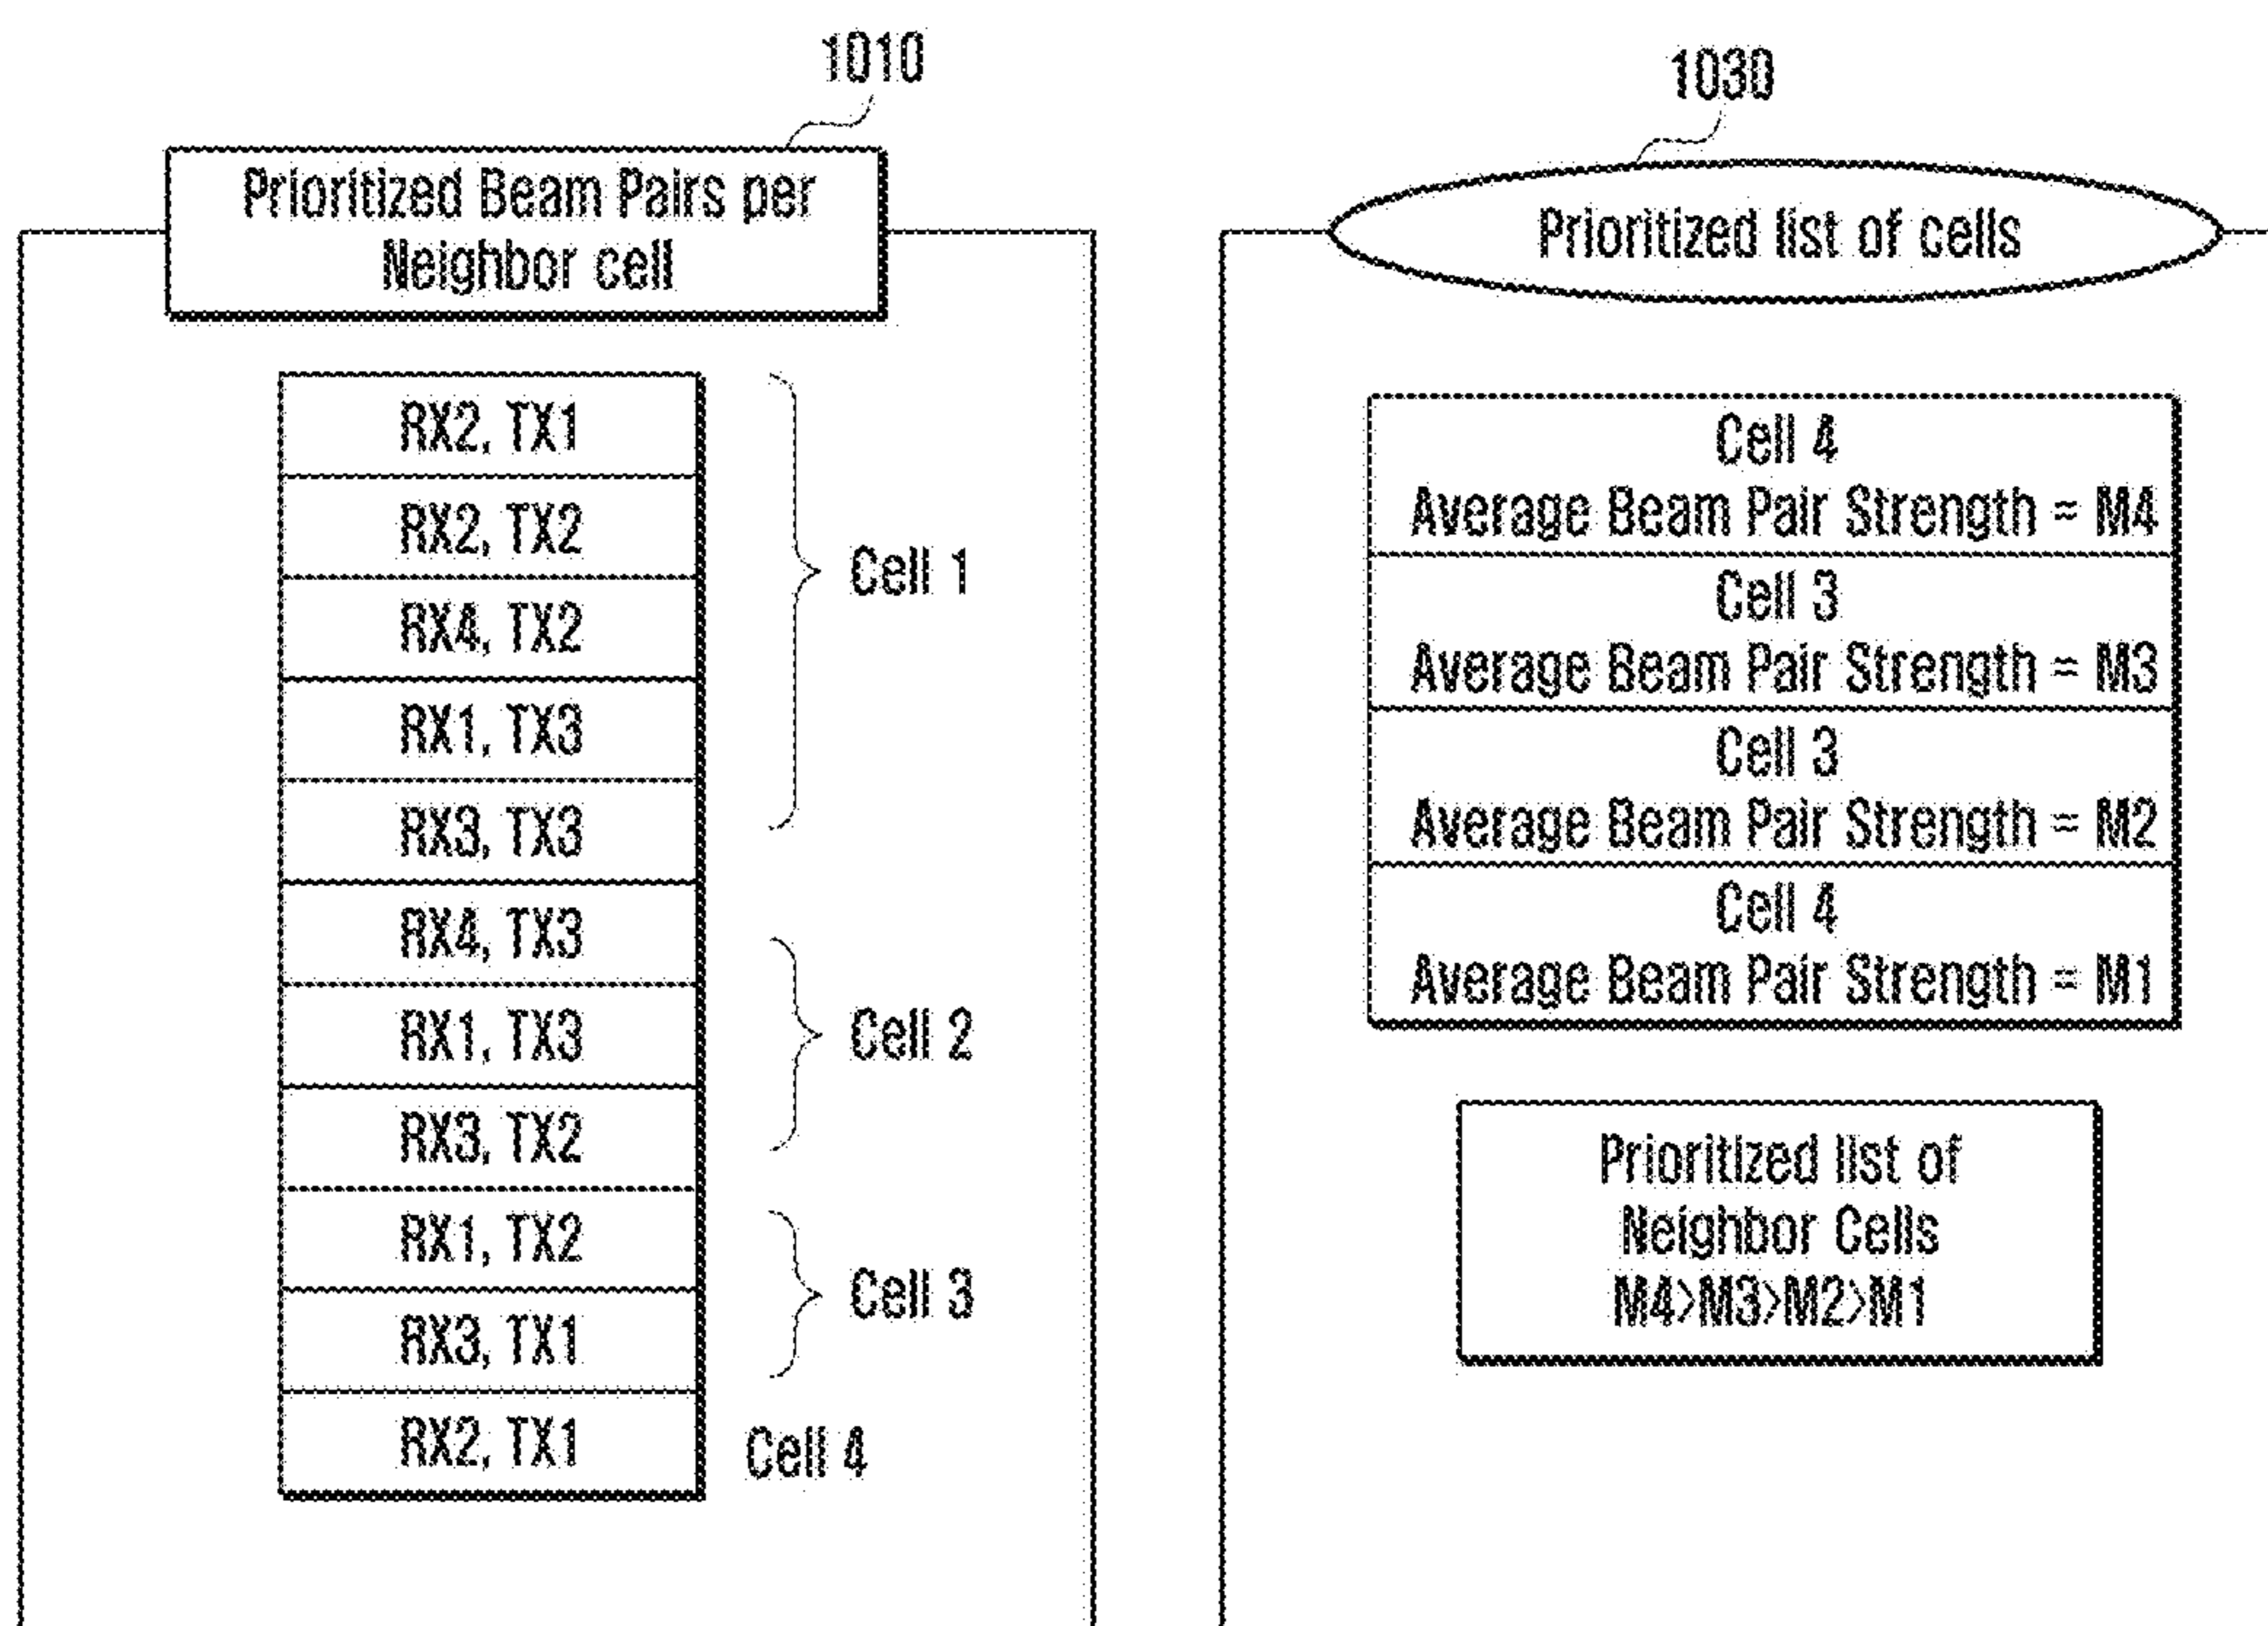 1010
Prioritized Beam Pairs per
Neighbor cell
RX2, TX1
RX2, TX2
RX4, TX2
RX1, TX3
RX3, TX3
Cell 1
RX4, TX3
RX1, TX3
RX3, TX2
Cell 2
RX1, TX2
RX3, TX1
Cell 3
RX2, TX1
Cell 4
1030
Prioritized list of cells
Cell 4
Average Beam Pair Strength = M4
Cell 3
Average Beam Pair Strength = M3
Cell 3
Average Beam Pair Strength = M2
Cell 4
Average Beam Pair Strength = M1
Prioritized list of
Neighbor Cells
M4>M3>M2>M1